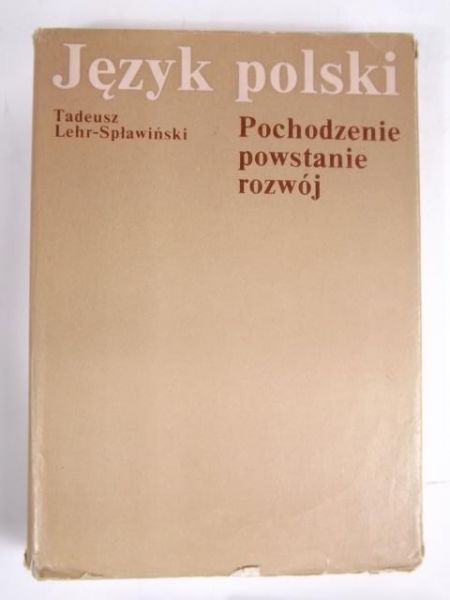 Język polski
Tadeusz
Lehr-Spławiński
Pochodzenie
powstanie
rozwój